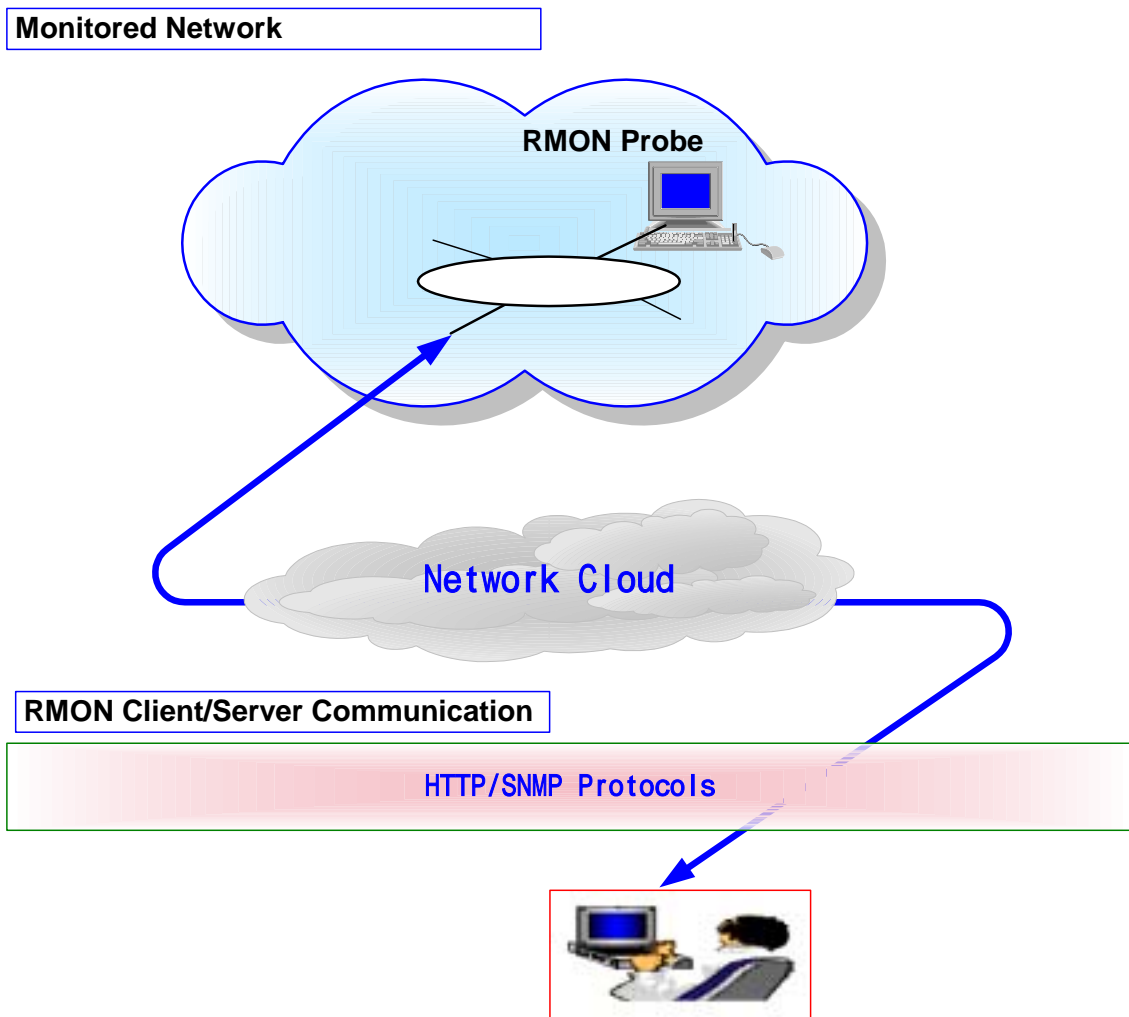 Monitored Network
RMON Probe
Network Cloud
RMON Client/Server Communication
HTTP/SNMP Protocols